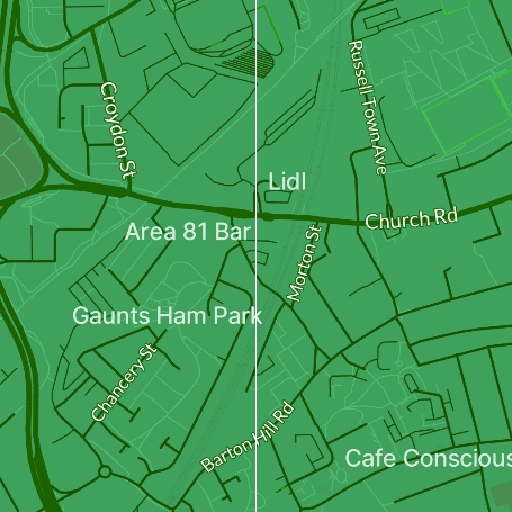 Russell Town Ave
Croydon St
Lidl
Church Rd
Area 81 Bar
Morton St
Gaunts Ham Park
Chancery St
Barton Hill Rd
Cafe Conscious